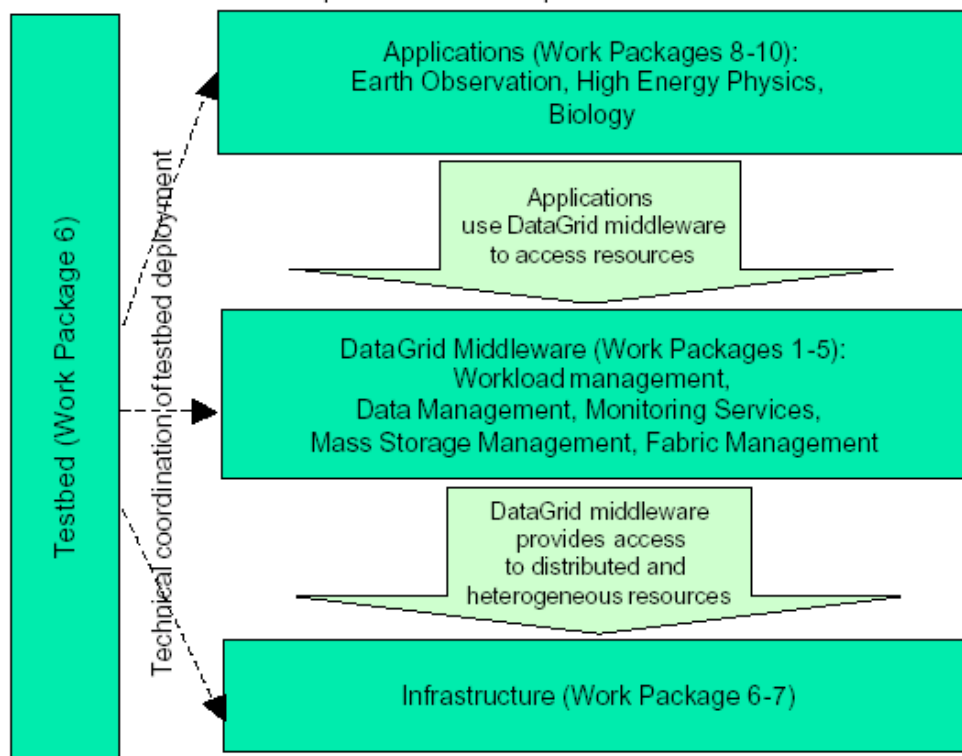 Applications (Work Packages 8-10):
Earth Observation, High Energy Physics,
Biology
Applications
use DataGrid middleware
to access resources
DataGrid Middleware (Work Packages 1-5):
Workload management,
Data Management, Monitoring Services,
Mass Storage Management, Fabric Management
DataGrid middleware
provides access
to distributed and
heterogeneous resources
Infrastructure (Work Package 6-7)
Testbed (Work Package 6)
Technical coordination of testbed deployment